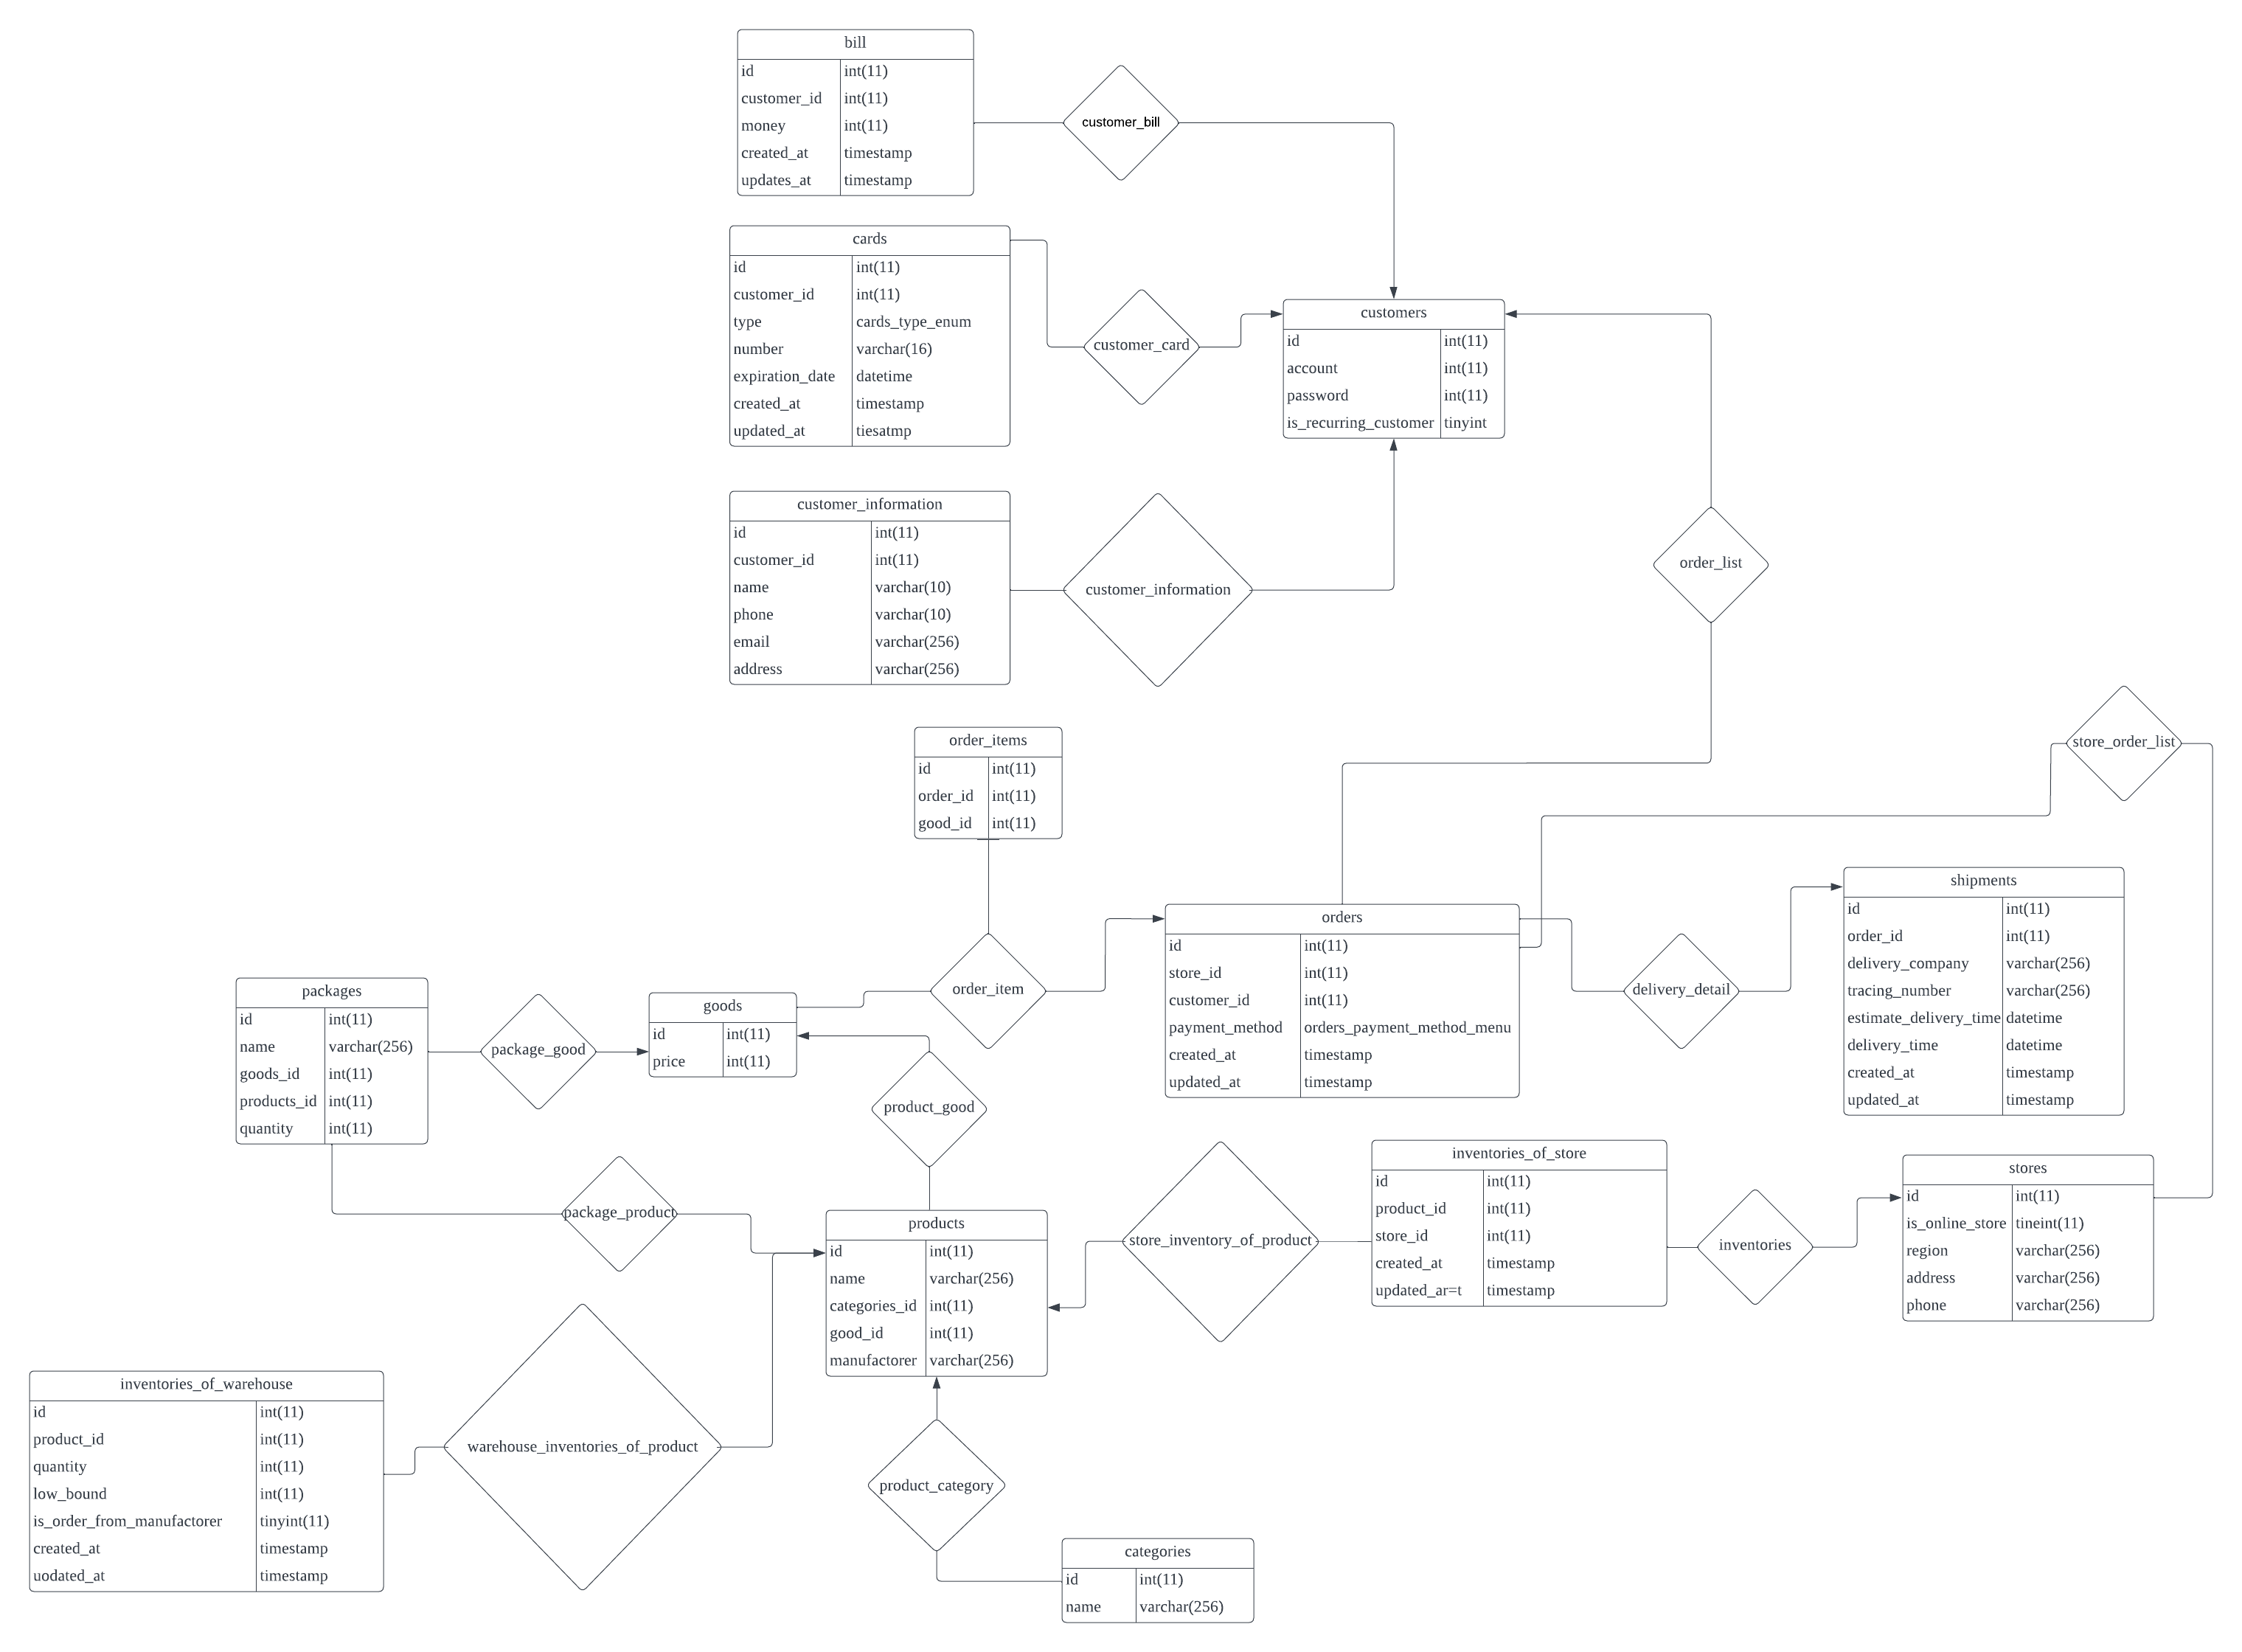 bill
id int(11)
customer_id int(11)
money int(11)
created_at timestamp
updates_at timestamp
customer_bill
cards
id int(11)
customer_id int(11)
type cards_type_enum
number varchar(16)
expiration_date datetime
created_at timestamp
updated_at tiesatmp
customer_card
customers
id int(11)
account int(11)
password int(11)
is_recurring_customer tinyint
customer_information
id int(11)
customer_id int(11)
name varchar(10)
phone varchar(10)
email varchar(256)
address varchar(256)
customer_information
order_list
order_items
id int(11)
order_id int(11)
good_id int(11)
store_order_list
shipments
id int(11)
order_id int(11)
delivery_company varchar(256)
tracing_number varchar(256)
estimate_delivery_time datetime
delivery_time datetime
created_at timestamp
updated_at timestamp
orders
id int(11)
store_id int(11)
customer_id int(11)
payment_method orders_payment_method_menu
created_at timestamp
updated_at timestamp
delivery_detail
order_item
packages
id int(11)
name varchar(256)
goods_id int(11)
products_id int(11)
quantity int(11)
package_good
goods
id int(11)
price int(11)
product_good
package_product
products
id int(11)
name varchar(256)
categories_id int(11)
good_id int(11)
manufactorer varchar(256)
store_inventory_of_product
inventories_of_store
id int(11)
product_id int(11)
store_id int(11)
created_at timestamp
updated_ar=t timestamp
inventories
stores
id int(11)
is_online_store tineint(11)
region varchar(256)
address varchar(256)
phone varchar(256)
inventories_of_warehouse
id int(11)
product_id int(11)
quantity int(11)
low_bound int(11)
is_order_from_manufactorer tinyint(11)
created_at timestamp
uodated_at timestamp
warehouse_inventories_of_product
product_category
categories
id int(11)
name varchar(256)